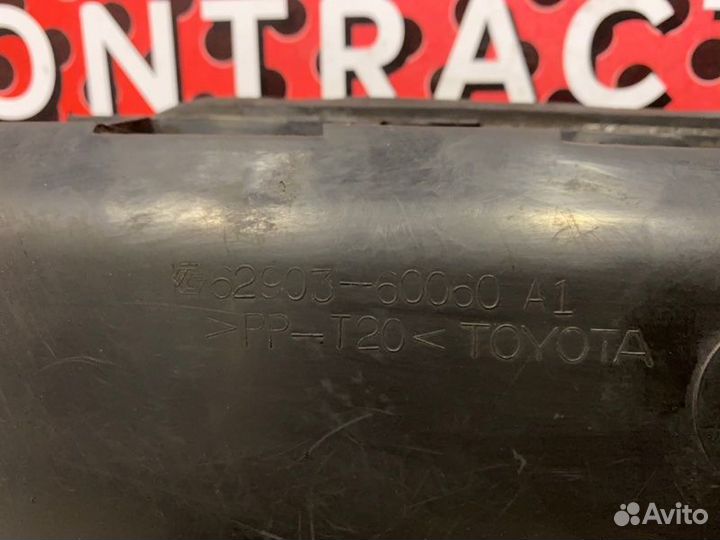 ONTRACT
62903-60060 A1
>PP-T20< TOYOTA
Avito